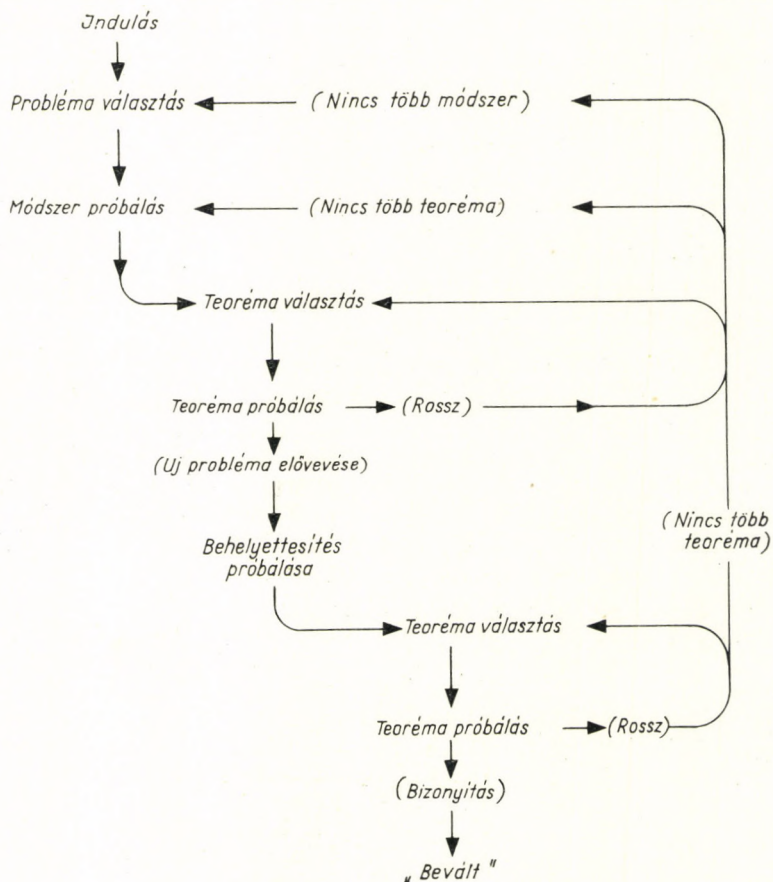 Indulás
Probléma választás
(Nincs több módszer)
Módszer próbálás
(Nincs több teoréma)
Teoréma választás
Teoréma próbálás
(Rossz)
(Uj probléma elővevése)
(Nincs több
teoréma)
Behelyettesítés
próbálása
Teoréma választás
Teoréma próbálás
(Rossz)
(Bizonyítás)
„Bevált"